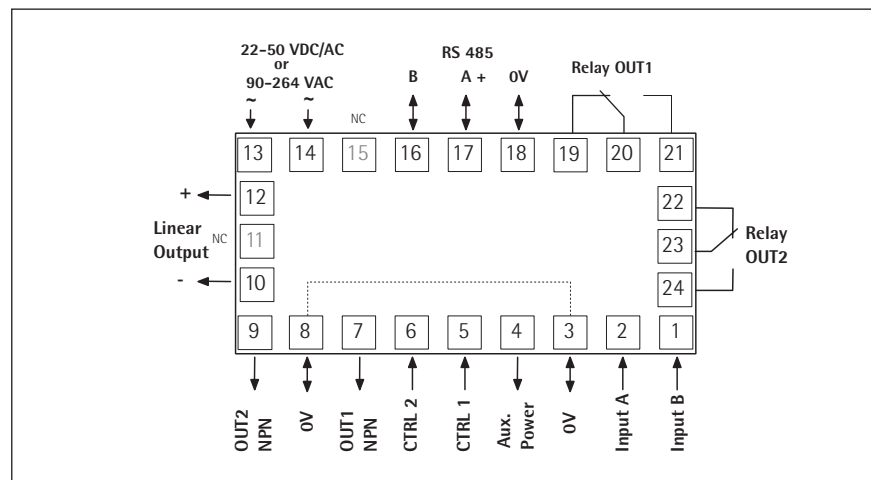 22-50 VDC/AC
or
90-264 VAC
~ ~
RS 485
B A + 0V
Relay OUT1
NC
13 14 15 16 17 18 19 20 21
+ 12
Linear
Output
NC 11
- 10
22
23
24
Relay
OUT2
9 8 7 6 5 4 3 2 1
OUT2
NPN
0V
OUT1
NPN
CTRL 2
CTRL 1
Aux.
Power
0V
Input A
Input B